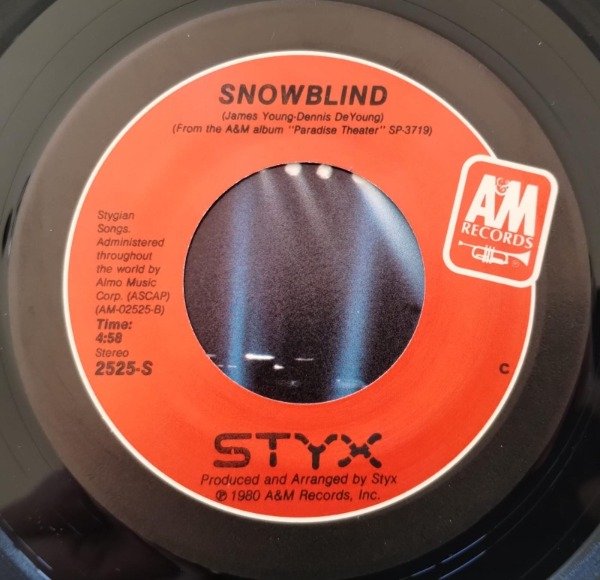 SNOWBLIND
(James Young-Dennis DeYoung)
(From the A&M album "Paradise Theater" SP-3719)
A&M
RECORDS
®
Stygian
Songs.
Administered
throughout
the world by
Almo Music
Corp. (ASCAP)
(AM-02525-B)
Time:
4:58
Stereo
2525-S
C
STYX
Produced and Arranged by Styx
℗ 1980 A&M Records, Inc.